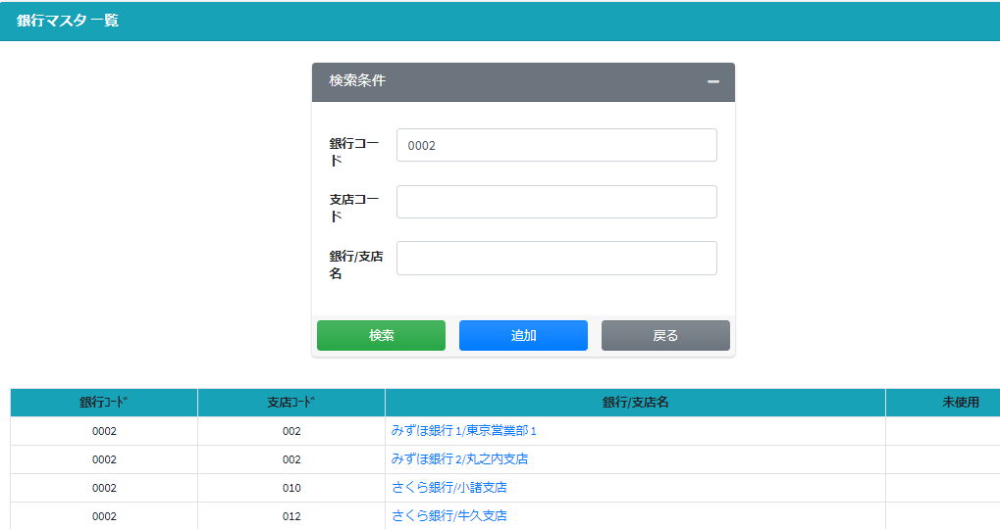 銀行マスタ一覧
検索条件
銀行コー
ド
0002
支店コー
ド
銀行/支店
名
検索 追加 戻る
銀行ｺｰﾄﾞ 支店ｺｰﾄﾞ 銀行/支店名 未使用
0002 002 みずほ銀行1/東京営業部1
0002 002 みずほ銀行2/丸之内支店
0002 010 さくら銀行/小諸支店
0002 012 さくら銀行/牛久支店